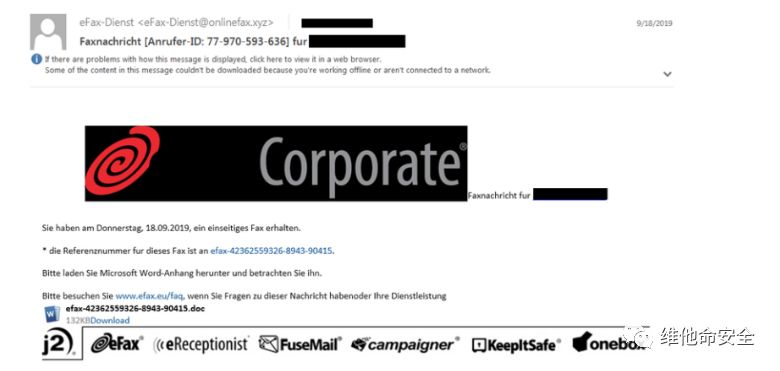 eFax-Dienst <eFax-Dienst@onlinefax.xyz>
9/18/2019
Faxnachricht [Anrufer-ID: 77-970-593-636] fur
If there are problems with how this message is displayed, click here to view it in a web browser.
Some of the content in this message couldn't be downloaded because you're working offline or aren't connected to a network.
Corporate®
Faxnachricht fur
Sie haben am Donnerstag, 18.09.2019, ein einseitiges Fax erhalten.
* die Referenznummer fur dieses Fax ist an efax-42362559326-8943-90415.
Bitte laden Sie Microsoft Word-Anhang herunter und betrachten Sie ihn.
Bitte besuchen Sie www.efax.eu/faq, wenn Sie Fragen zu dieser Nachricht habenoder Ihre Dienstleistung
efax-42362559326-8943-90415.doc
132KBDownload
j2® eFax® eReceptionist® FuseMail® campaigner® KeepItSafe® onebox
维他命安全